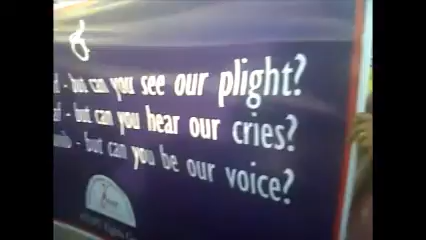 - but can you see our plight?
- but can you hear our cries?
- but can you be our voice?